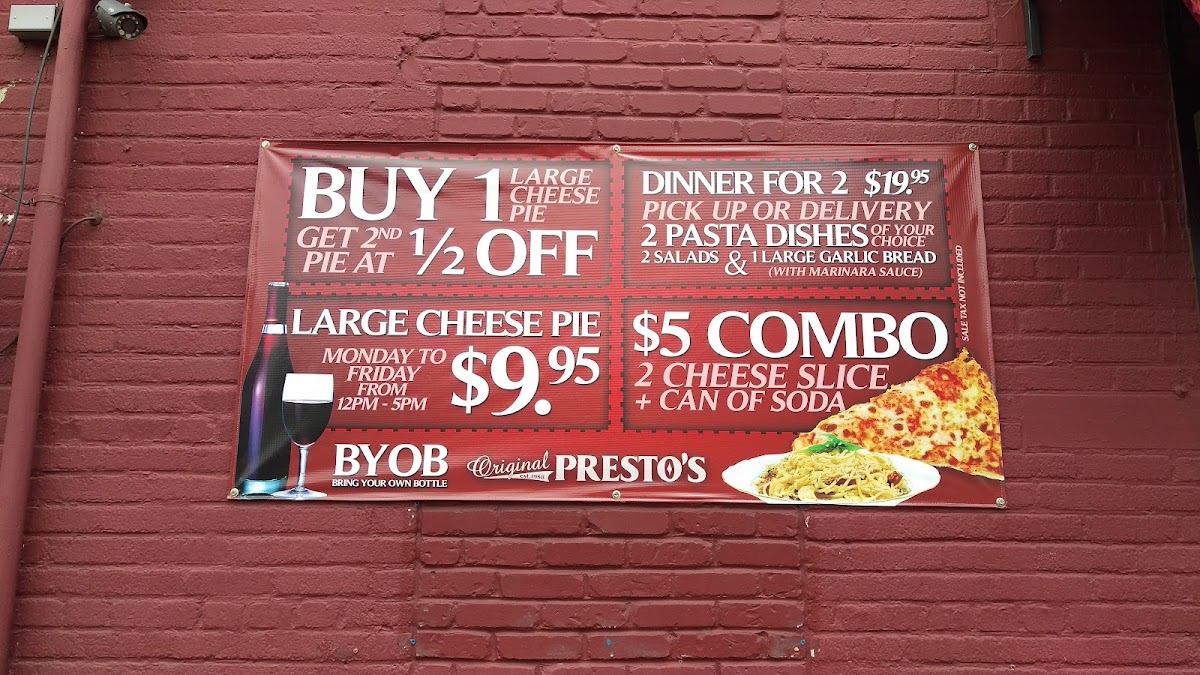 BUY 1 LARGE CHEESE PIE
GET 2ND PIE AT ½ OFF
DINNER FOR 2 $19.95
PICK UP OR DELIVERY
2 PASTA DISHES OF YOUR CHOICE
2 SALADS & 1 LARGE GARLIC BREAD
(WITH MARINARA SAUCE)
SALE TAX NOT INCLUDED
LARGE CHEESE PIE
MONDAY TO
FRIDAY
FROM
12PM - 5PM
$9.95
$5 COMBO
2 CHEESE SLICE
+ CAN OF SODA
BYOB
BRING YOUR OWN BOTTLE
Original PRESTO'S
est.1988